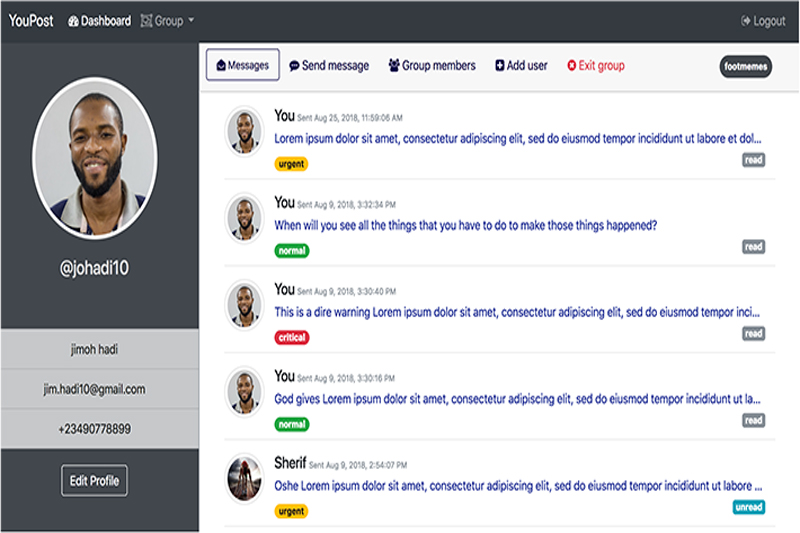 YouPost Dashboard Group Logout
@johadi10
jimoh hadi
jim.hadi10@gmail.com
+23490778899
Edit Profile
Messages Send message Group members Add user Exit group footmemes
You Sent Aug 25, 2018, 11:59:06 AM
Lorem ipsum dolor sit amet, consectetur adipiscing elit, sed do eiusmod tempor incididunt ut labore et dol...
urgent read
You Sent Aug 9, 2018, 3:32:34 PM
When will you see all the things that you have to do to make those things happened?
normal read
You Sent Aug 9, 2018, 3:30:40 PM
This is a dire warning Lorem ipsum dolor sit amet, consectetur adipiscing elit, sed do eiusmod tempor inci...
critical read
You Sent Aug 9, 2018, 3:30:16 PM
God gives Lorem ipsum dolor sit amet, consectetur adipiscing elit, sed do eiusmod tempor incididunt ut la...
normal read
Sherif Sent Aug 9, 2018, 2:54:07 PM
Oshe Lorem ipsum dolor sit amet, consectetur adipiscing elit, sed do eiusmod tempor incididunt ut labore ...
urgent unread